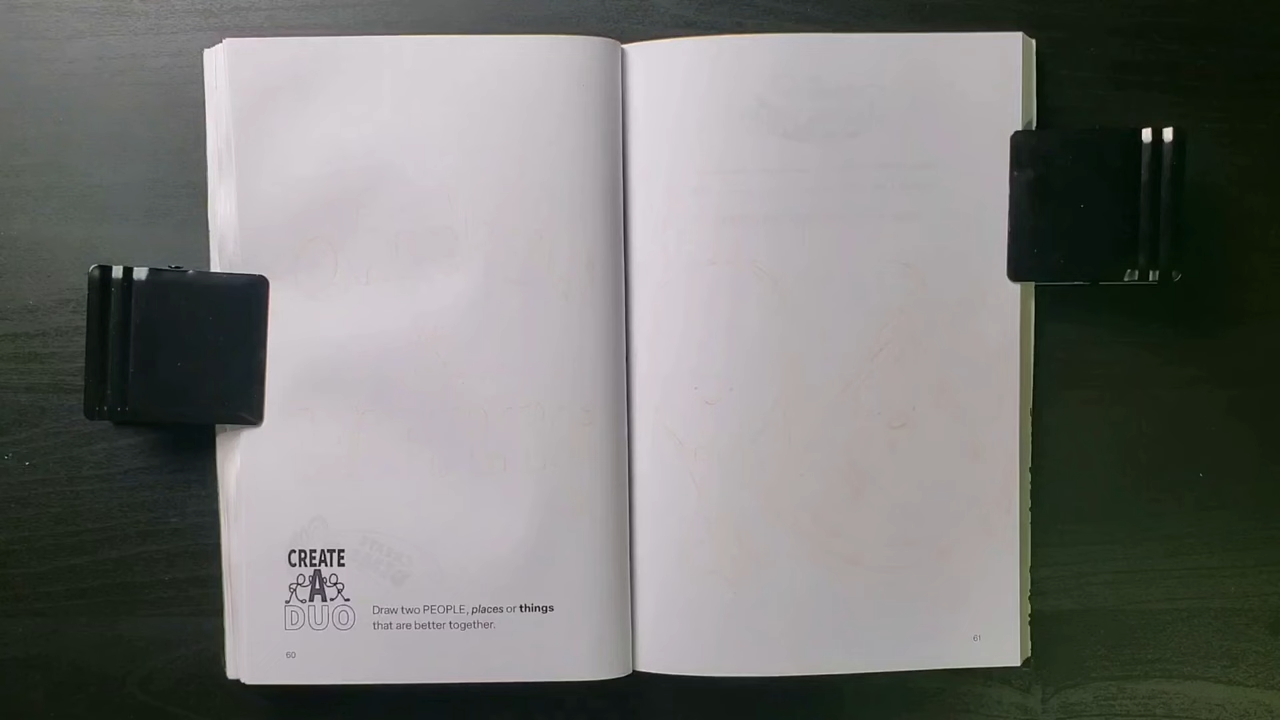 CREATE
A
DUO
Draw two PEOPLE, places or things
that are better together.
60
61